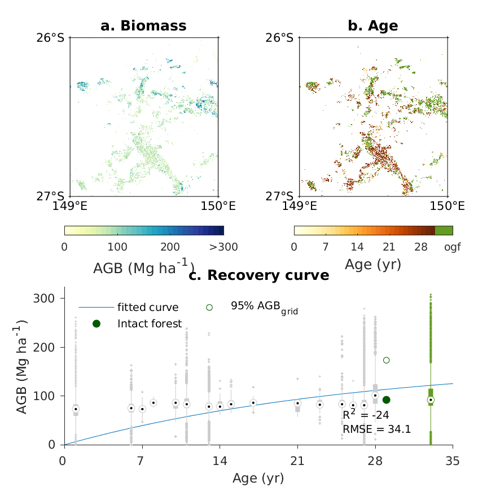 a. Biomass
b. Age
26°S
27°S
149°E
150°E
26°S
27°S
149°E
150°E
0 100 200 >300
AGB (Mg ha⁻¹)
0 7 14 21 28 ogf
Age (yr)
c. Recovery curve
fitted curve
Intact forest
95% AGB_grid
R² = -24
RMSE = 34.1
AGB (Mg ha⁻¹)
300
200
100
0
0 7 14 21 28 35
Age (yr)